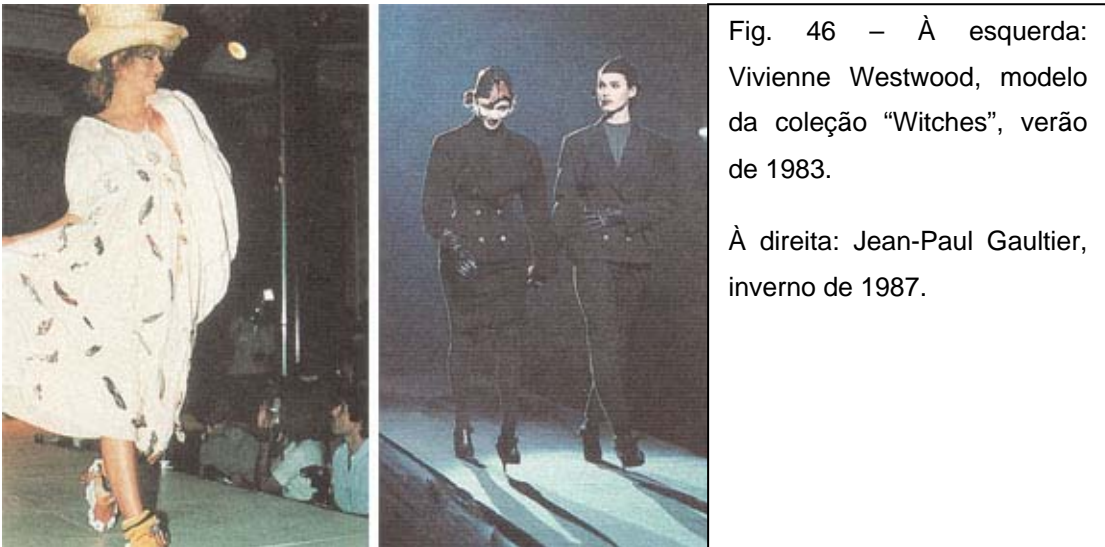 Fig. 46 – À esquerda:
Vivienne Westwood, modelo
da coleção “Witches”, verão
de 1983.
À direita: Jean-Paul Gaultier,
inverno de 1987.